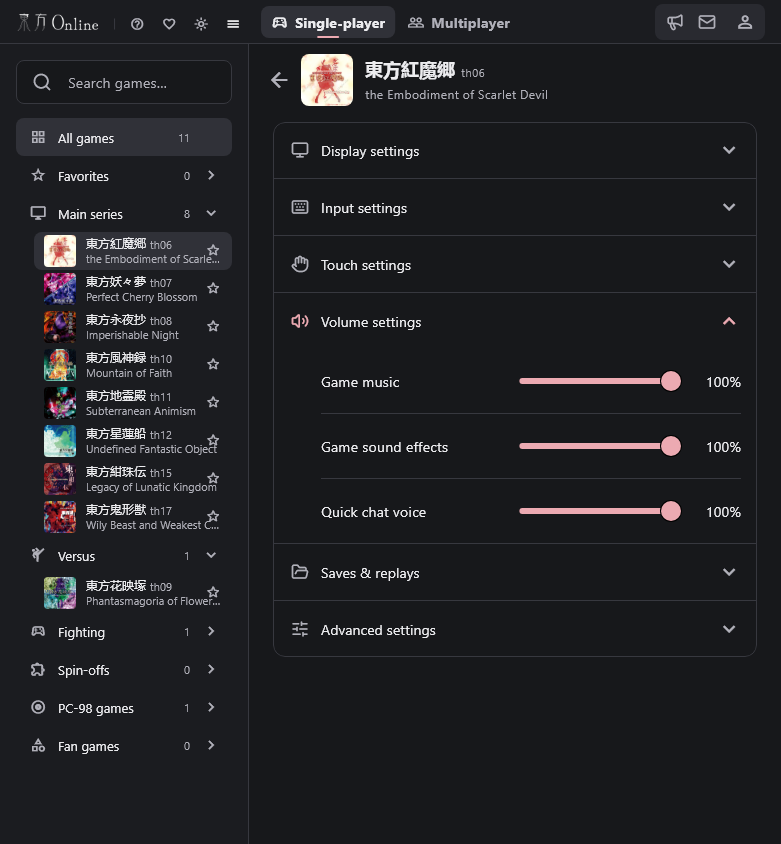 東方Online
Single-player
Multiplayer
Search games...
All games 11
Favorites 0
Main series 8
東方紅魔郷 th06
the Embodiment of Scarle...
東方妖々夢 th07
Perfect Cherry Blossom
東方永夜抄 th08
Imperishable Night
東方風神録 th10
Mountain of Faith
東方地霊殿 th11
Subterranean Animism
東方星蓮船 th12
Undefined Fantastic Object
東方紺珠伝 th15
Legacy of Lunatic Kingdom
東方鬼形獣 th17
Wily Beast and Weakest C...
Versus 1
東方花映塚 th09
Phantasmagoria of Flower...
Fighting 1
Spin-offs 0
PC-98 games 1
Fan games 0
東方紅魔郷 th06
the Embodiment of Scarlet Devil
Display settings
Input settings
Touch settings
Volume settings
Game music 100%
Game sound effects 100%
Quick chat voice 100%
Saves & replays
Advanced settings